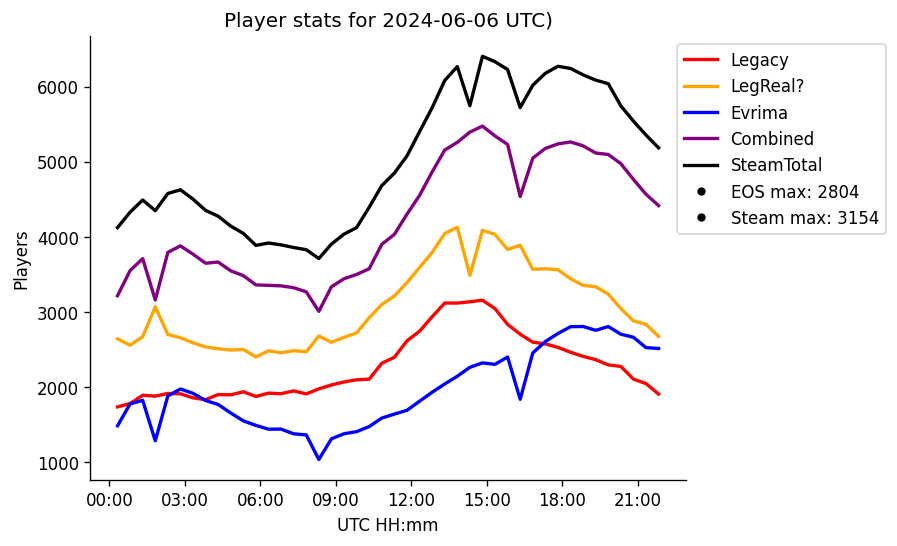 Player stats for 2024-06-06 UTC)
Players
6000
5000
4000
3000
2000
1000
00:00 03:00 06:00 09:00 12:00 15:00 18:00 21:00
UTC HH:mm
Legacy
LegReal?
Evrima
Combined
SteamTotal
EOS max: 2804
Steam max: 3154